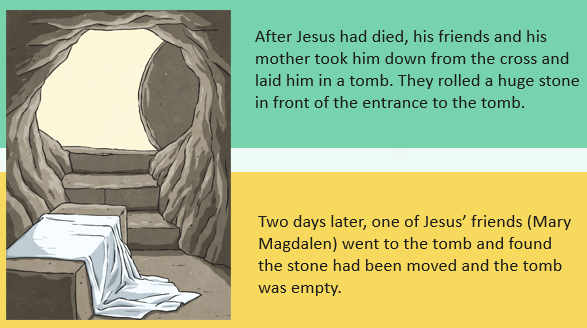 After Jesus had died, his friends and his
mother took him down from the cross and
laid him in a tomb. They rolled a huge stone
in front of the entrance to the tomb.
Two days later, one of Jesus’ friends (Mary
Magdalen) went to the tomb and found
the stone had been moved and the tomb
was empty.